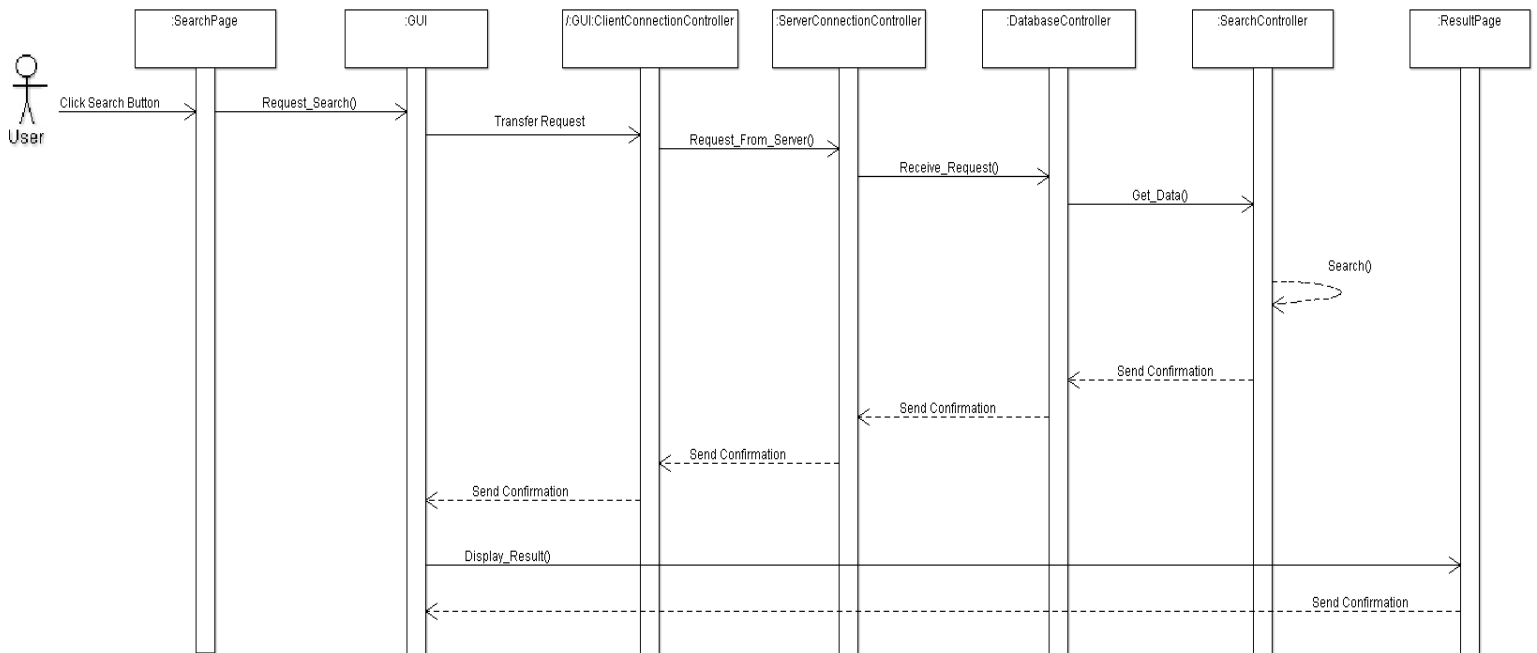 :SearchPage
:GUI
/:GUI:ClientConnectionController
:ServerConnectionController
:DatabaseController
:SearchController
:ResultPage
User
Click Search Button
Request_Search()
Transfer Request
Request_From_Server()
Receive_Request()
Get_Data()
Search()
Send Confirmation
Send Confirmation
Send Confirmation
Send Confirmation
Display_Result()
Send Confirmation